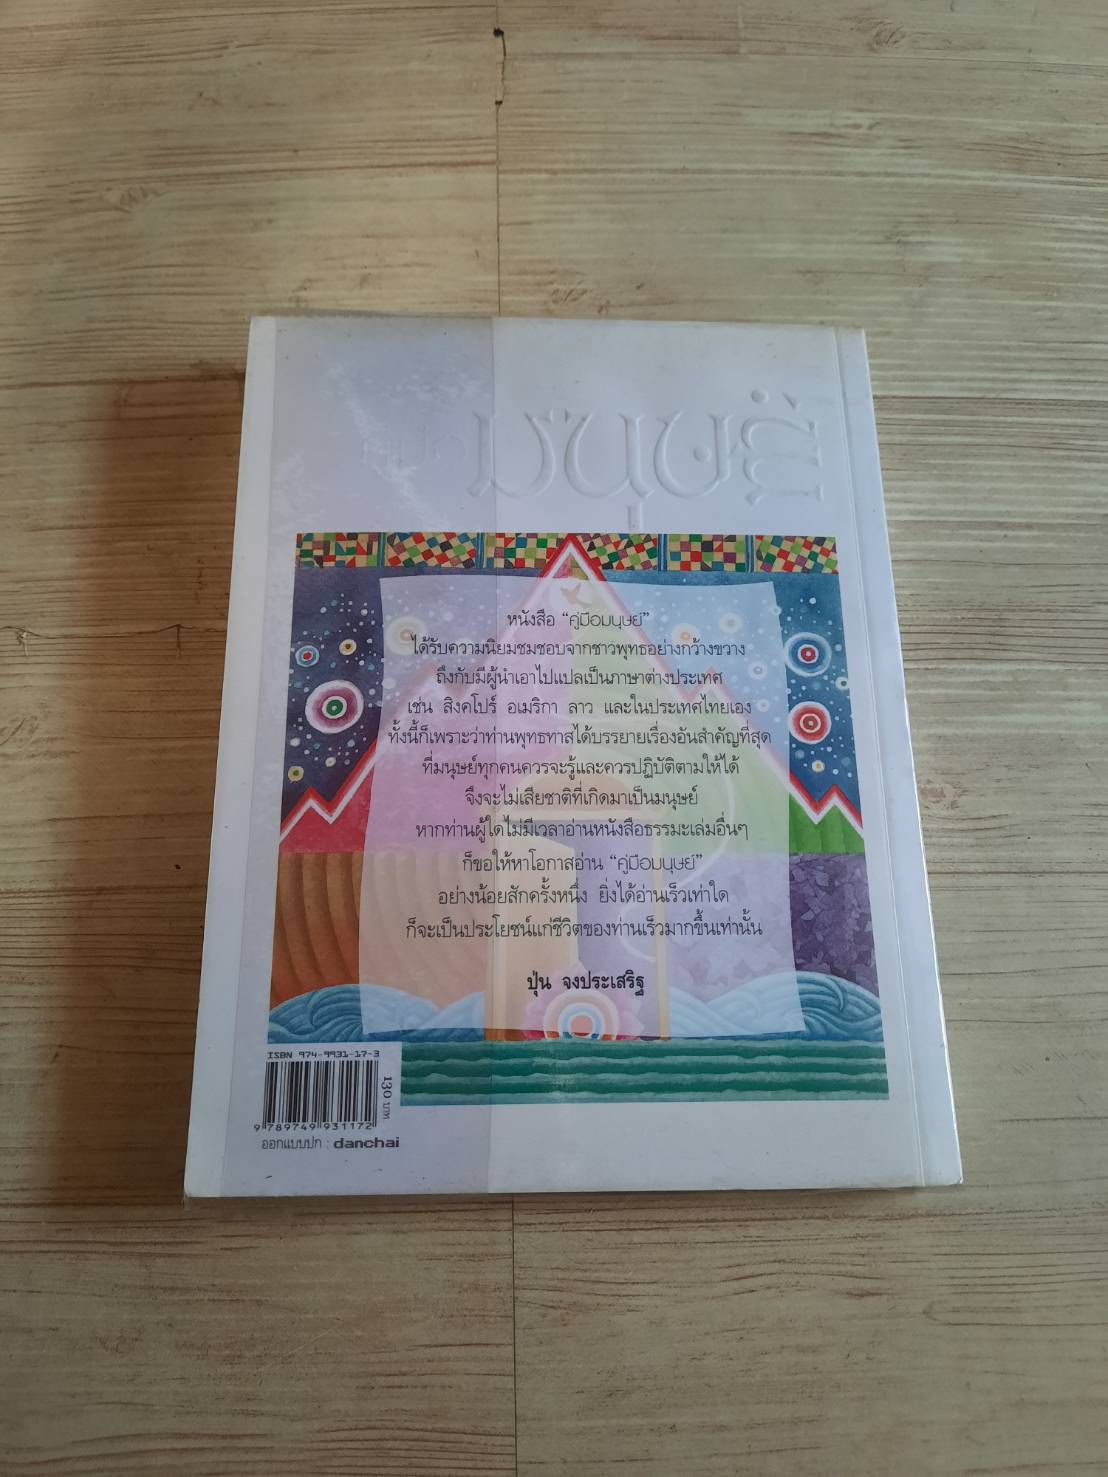 หนังสือ “คู่มือมนุษย์”
ได้รับความนิยมชมชอบจากชาวพุทธอย่างกว้างขวาง
ถึงกับมีผู้นำเอาไปแปลเป็นภาษาต่างประเทศ
เช่น สิงคโปร์ อเมริกา ลาว และในประเทศไทยเอง
ทั้งนี้ก็เพราะว่าท่านพุทธทาสได้บรรยายเรื่องอันสำคัญที่สุด
ที่มนุษย์ทุกคนควรจะรู้และควรปฏิบัติตามให้ได้
จึงจะไม่เสียชาติที่เกิดมาเป็นมนุษย์
หากท่านผู้ใดไม่มีเวลาอ่านหนังสือธรรมะเล่มอื่นๆ
ก็ขอให้หาโอกาสอ่าน “คู่มือมนุษย์”
อย่างน้อยสักครั้งหนึ่ง ยิ่งได้อ่านเร็วเท่าใด
ก็จะเป็นประโยชน์แก่ชีวิตของท่านเร็วมากขึ้นเท่านั้น
ปุ่น จงประเสริฐ
ISBN 974-9931-17-3
130 บาท
9 789749 931172
ออกแบบปก : danchai